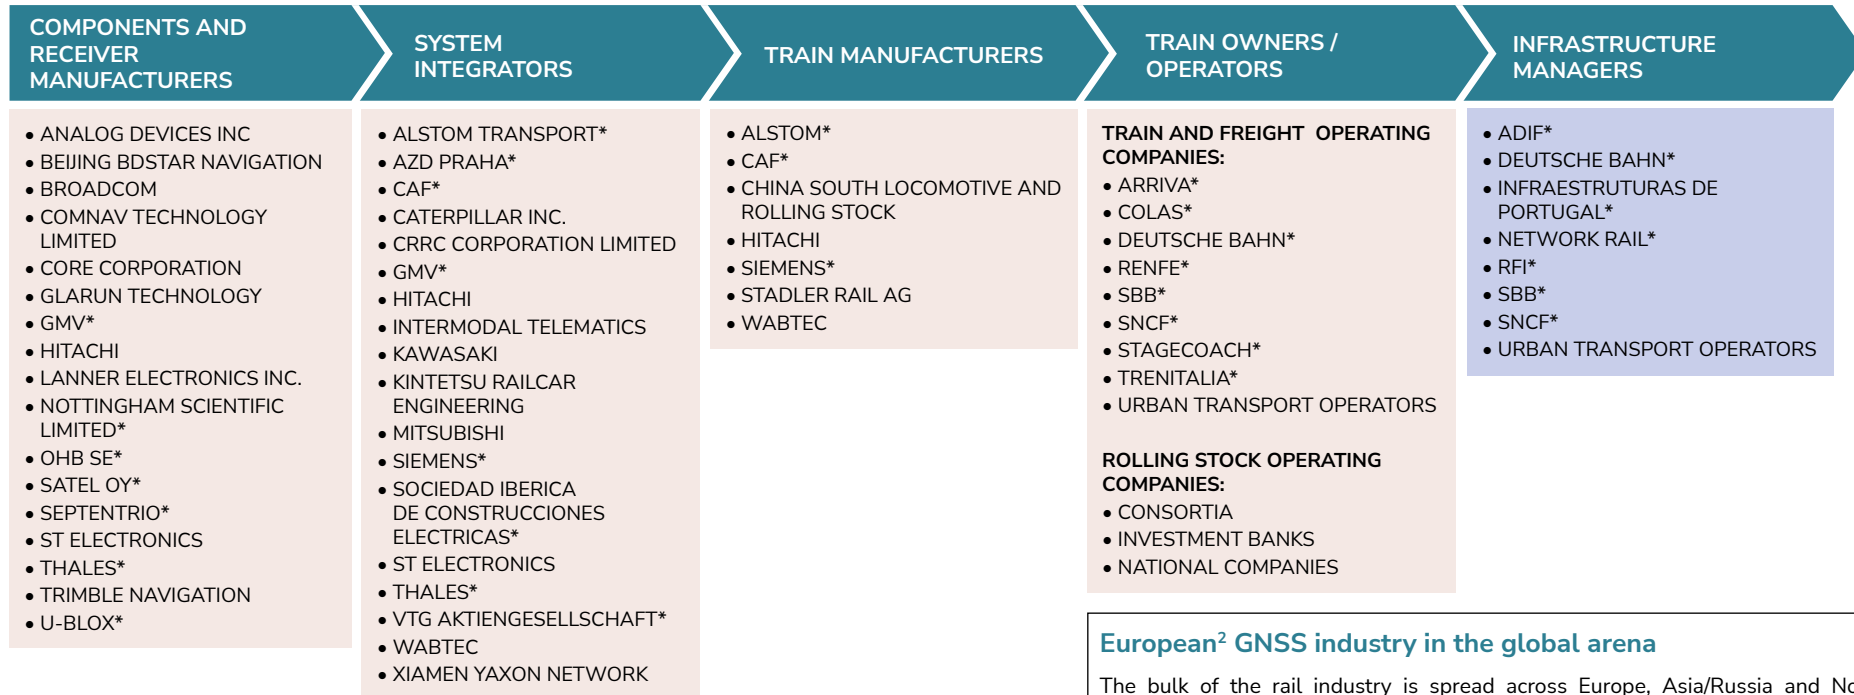 COMPONENTS AND
RECEIVER
MANUFACTURERS
• ANALOG DEVICES INC
• BEIJING BDSTAR NAVIGATION
• BROADCOM
• COMNAV TECHNOLOGY
LIMITED
• CORE CORPORATION
• GLARUN TECHNOLOGY
• GMV*
• HITACHI
• LANNER ELECTRONICS INC.
• NOTTINGHAM SCIENTIFIC
LIMITED*
• OHB SE*
• SATEL OY*
• SEPTENTRIO*
• ST ELECTRONICS
• THALES*
• TRIMBLE NAVIGATION
• U-BLOX*
SYSTEM
INTEGRATORS
• ALSTOM TRANSPORT*
• AZD PRAHA*
• CAF*
• CATERPILLAR INC.
• CRRC CORPORATION LIMITED
• GMV*
• HITACHI
• INTERMODAL TELEMATICS
• KAWASAKI
• KINTETSU RAILCAR
ENGINEERING
• MITSUBISHI
• SIEMENS*
• SOCIEDAD IBERICA
DE CONSTRUCCIONES
ELECTRICAS*
• ST ELECTRONICS
• THALES*
• VTG AKTIENGESELLSCHAFT*
• WABTEC
• XIAMEN YAXON NETWORK
TRAIN MANUFACTURERS
• ALSTOM*
• CAF*
• CHINA SOUTH LOCOMOTIVE AND
ROLLING STOCK
• HITACHI
• SIEMENS*
• STADLER RAIL AG
• WABTEC
TRAIN OWNERS /
OPERATORS
TRAIN AND FREIGHT OPERATING
COMPANIES:
• ARRIVA*
• COLAS*
• DEUTSCHE BAHN*
• RENFE*
• SBB*
• SNCF*
• STAGECOACH*
• TRENITALIA*
• URBAN TRANSPORT OPERATORS
ROLLING STOCK OPERATING
COMPANIES:
• CONSORTIA
• INVESTMENT BANKS
• NATIONAL COMPANIES
INFRASTRUCTURE
MANAGERS
• ADIF*
• DEUTSCHE BAHN*
• INFRAESTRUTURAS DE
PORTUGAL*
• NETWORK RAIL*
• RFI*
• SBB*
• SNCF*
• URBAN TRANSPORT OPERATORS
European² GNSS industry in the global arena
The bulk of the rail industry is spread across Europe, Asia/Russia and No